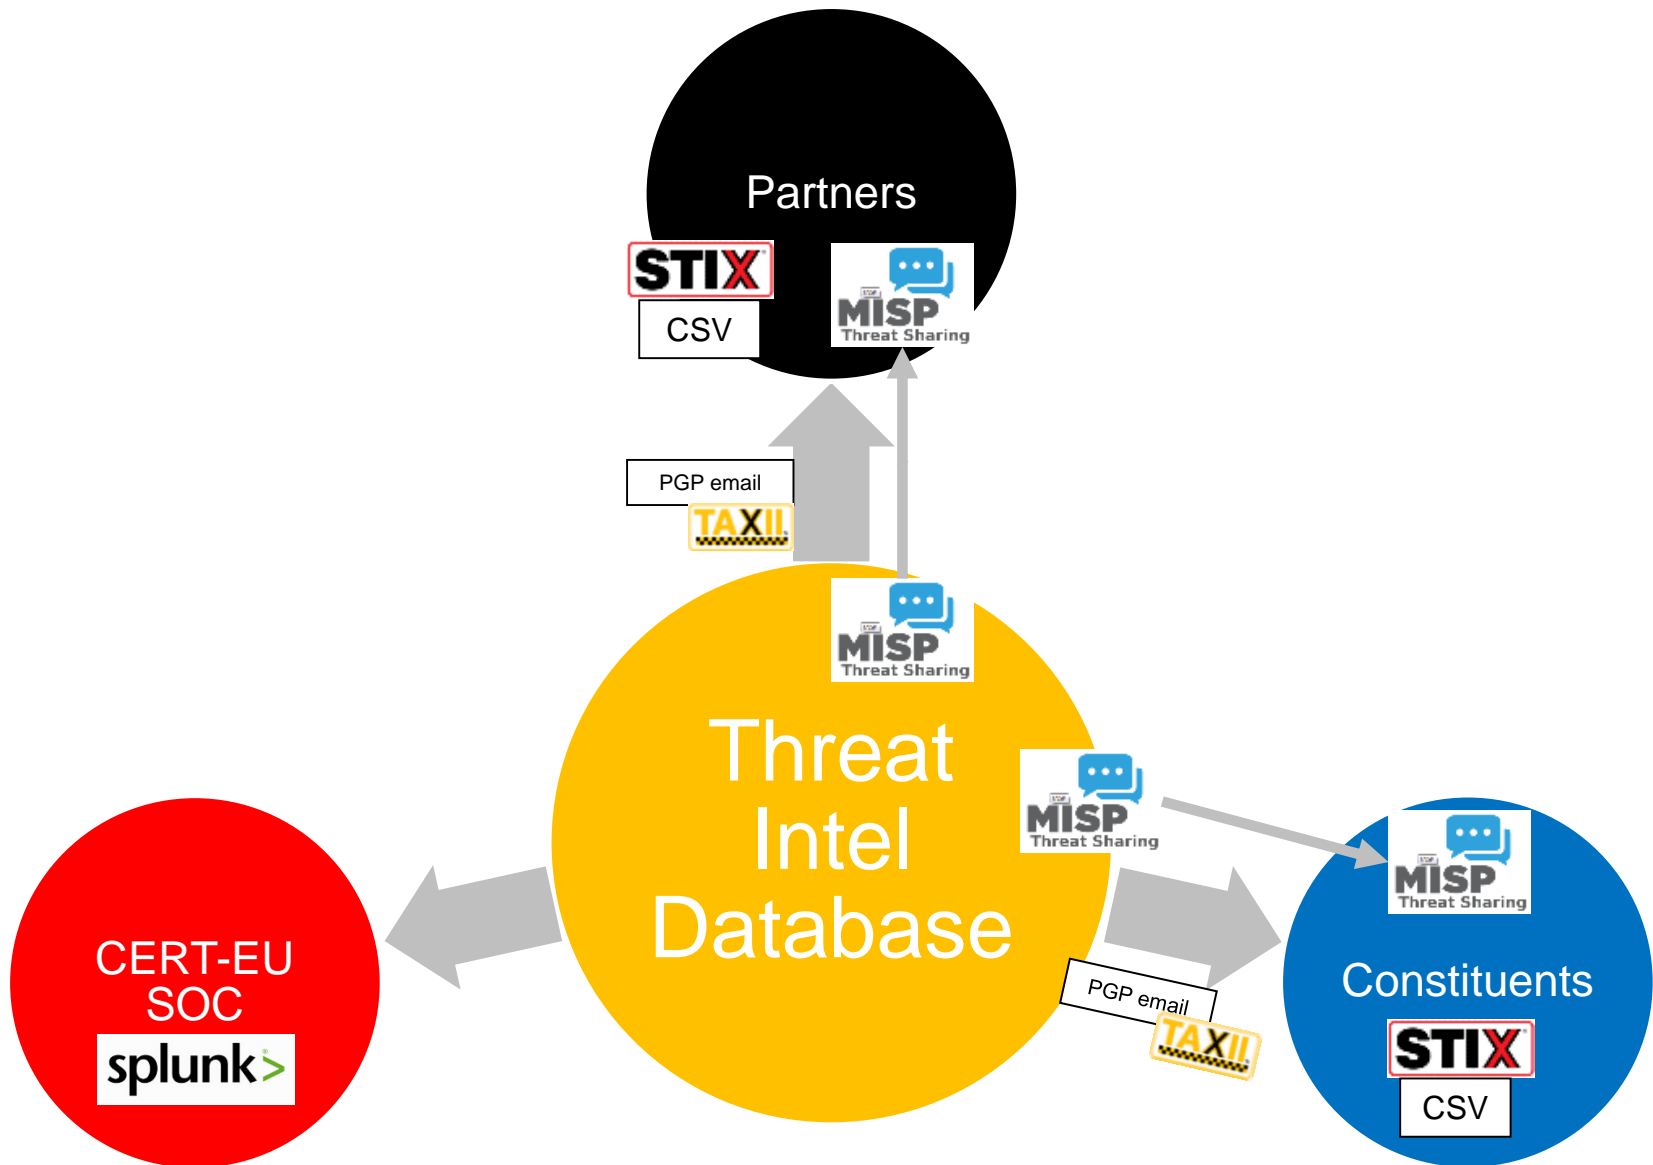 Partners
STIX
CSV
MISP
Threat Sharing
PGP email
TAXII
MISP
Threat Sharing
Threat
Intel
Database
MISP
Threat Sharing
MISP
Threat Sharing
CERT-EU
SOC
splunk>
PGP email
TAXII
Constituents
STIX
CSV